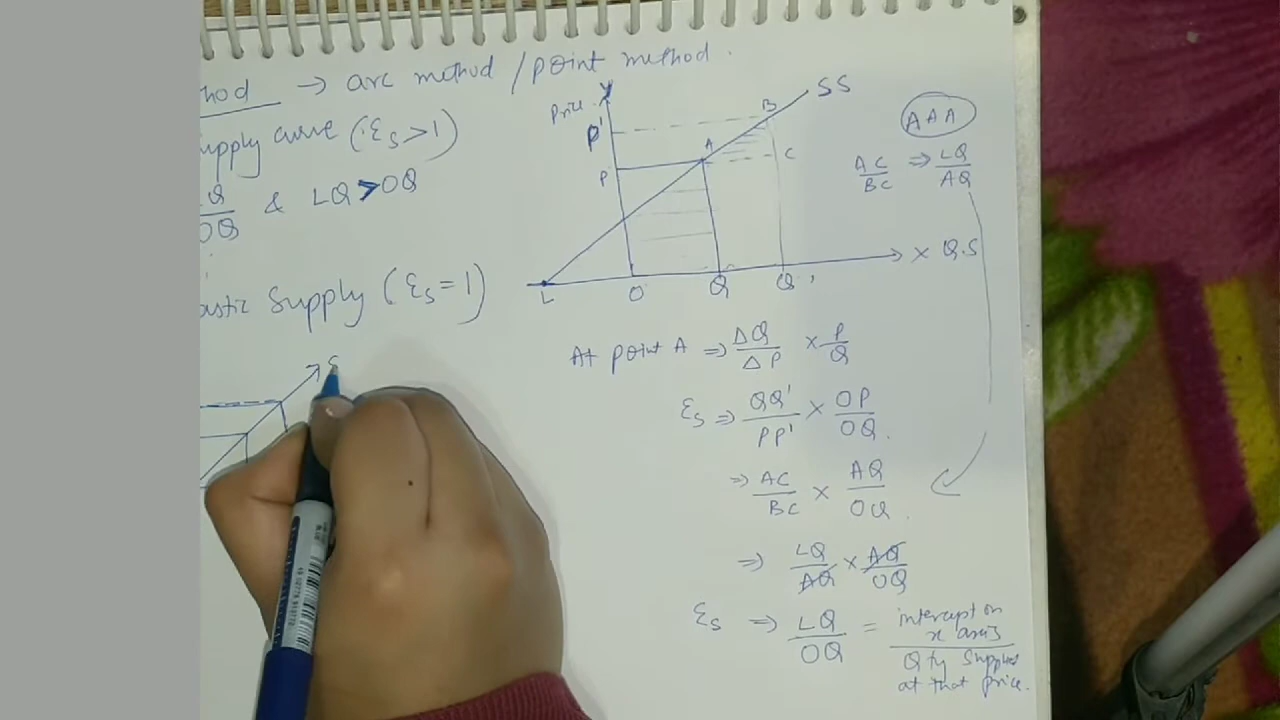 hod → arc method / point method.
upply curve (ℰs > 1)
Q/OQ & LQ > OQ
astic Supply (ℰs = 1)
S
Y
Price
P'
P
B
SS
A
C
L
O
Q
Q'
X Q.S
AAA
AC/BC ⇒ LQ/AQ
At point A ⇒ ΔQ/ΔP × P/Q
ℰs ⇒ QQ'/PP' × OP/OQ.
⇒ AC/BC × AQ/OQ.
⇒ LQ/AQ × AQ/OQ
ℰs ⇒ LQ/OQ = intercept on x axis / Qty Supplied at that price.